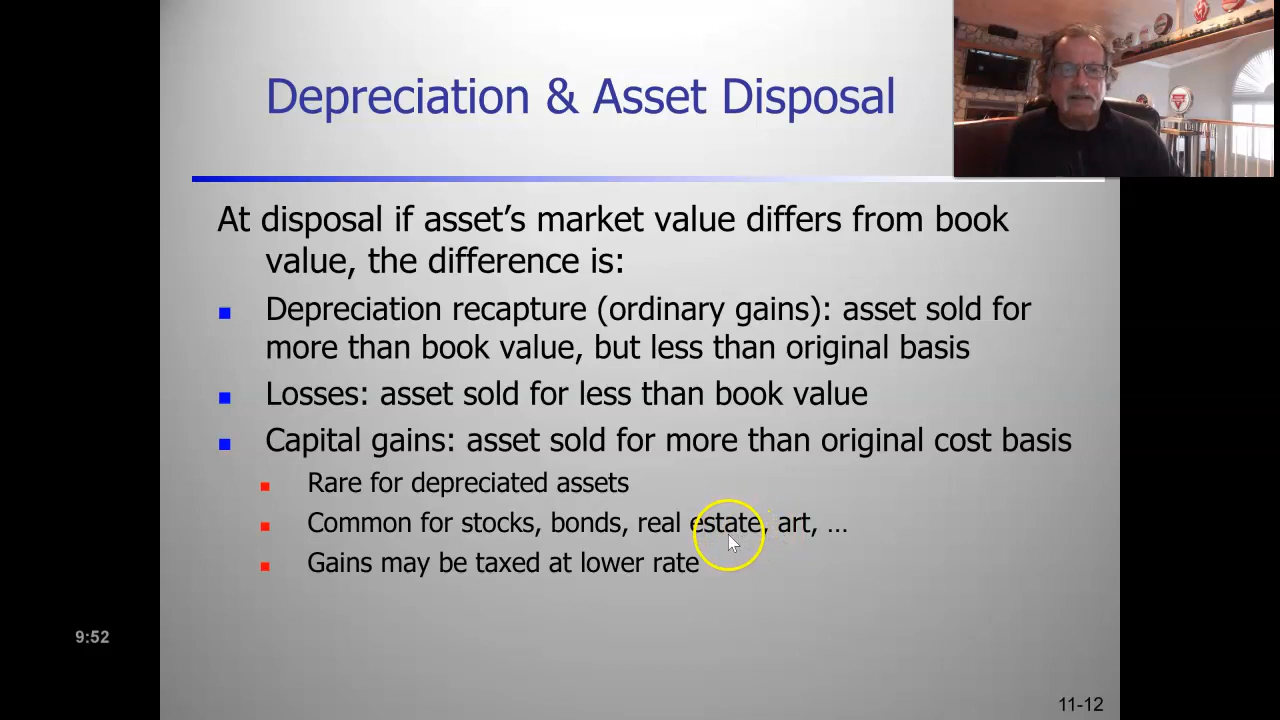 Depreciation & Asset Disposal
At disposal if asset’s market value differs from book
value, the difference is:
Depreciation recapture (ordinary gains): asset sold for
more than book value, but less than original basis
Losses: asset sold for less than book value
Capital gains: asset sold for more than original cost basis
Rare for depreciated assets
Common for stocks, bonds, real estate, art, …
Gains may be taxed at lower rate
9:52
11-12